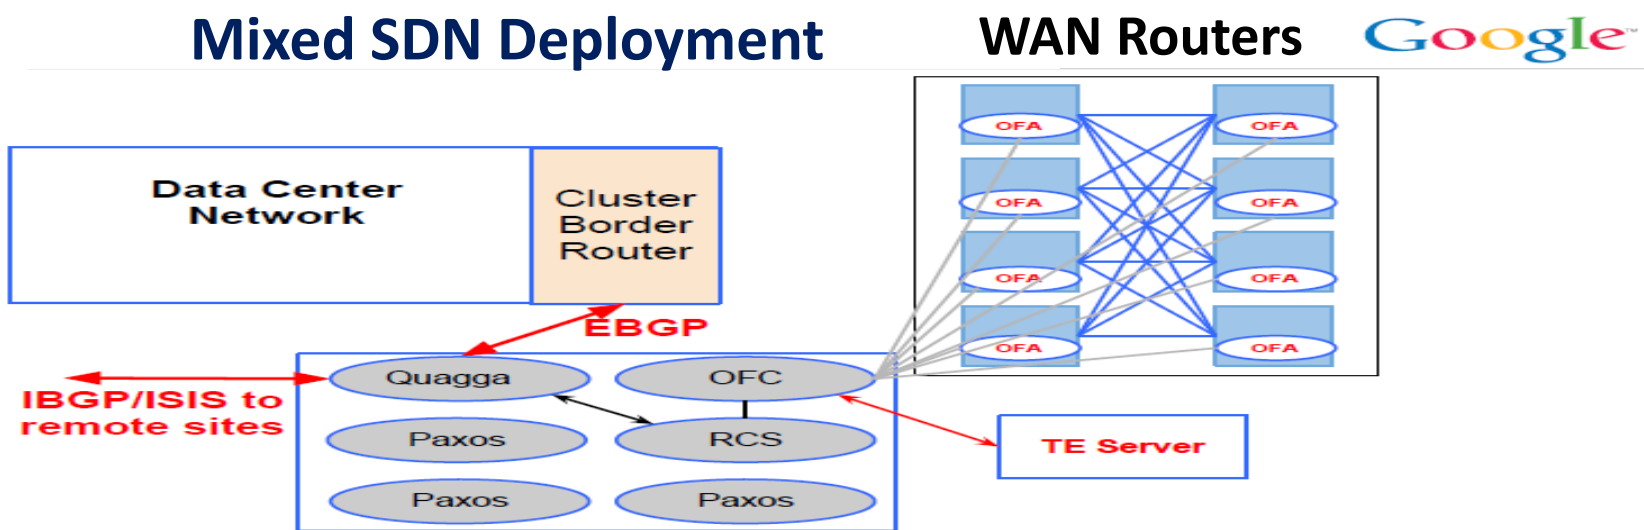 Mixed SDN Deployment
WAN Routers
Google™
OFA
OFA
OFA
OFA
OFA
OFA
OFA
OFA
Data Center
Network
Cluster
Border
Router
EBGP
IBGP/ISIS to
remote sites
Quagga
OFC
Paxos
RCS
Paxos
Paxos
TE Server